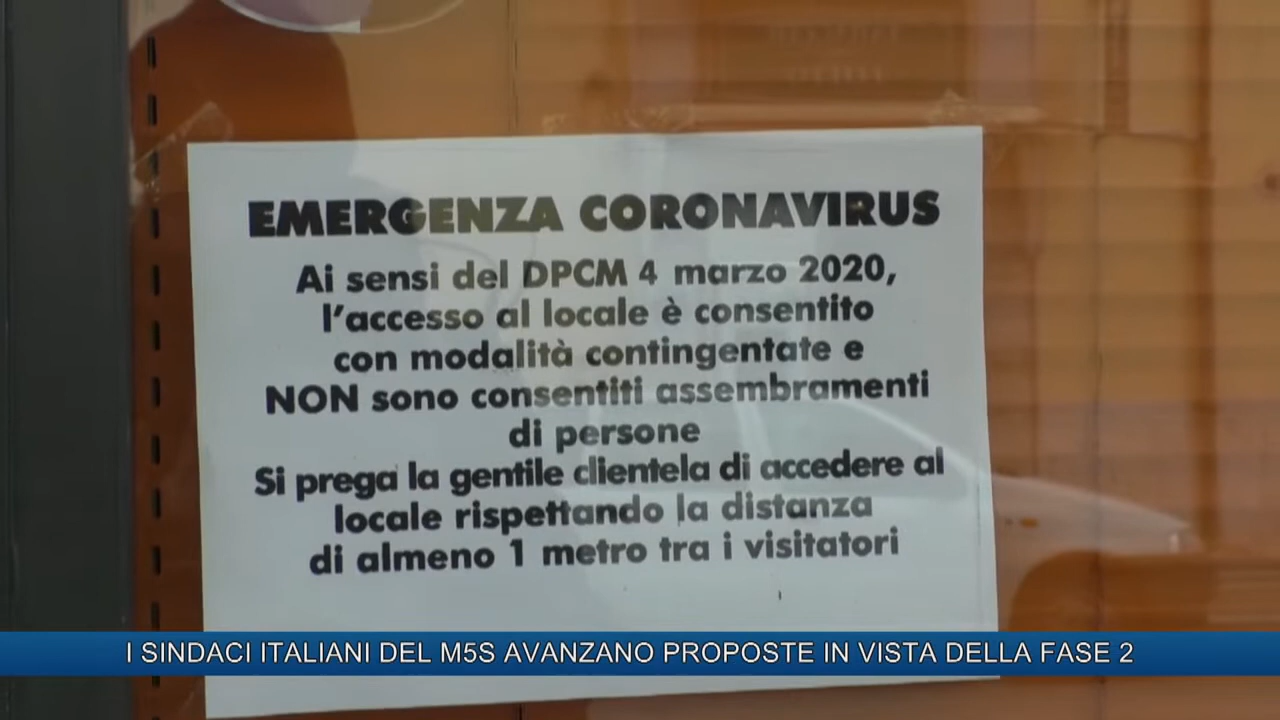 EMERGENZA CORONAVIRUS
Ai sensi del DPCM 4 marzo 2020,
l'accesso al locale è consentito
con modalità contingentate e
NON sono consentiti assembramenti
di persone
Si prega la gentile clientela di accedere al
locale rispettando la distanza
di almeno 1 metro tra i visitatori
I SINDACI ITALIANI DEL M5S AVANZANO PROPOSTE IN VISTA DELLA FASE 2